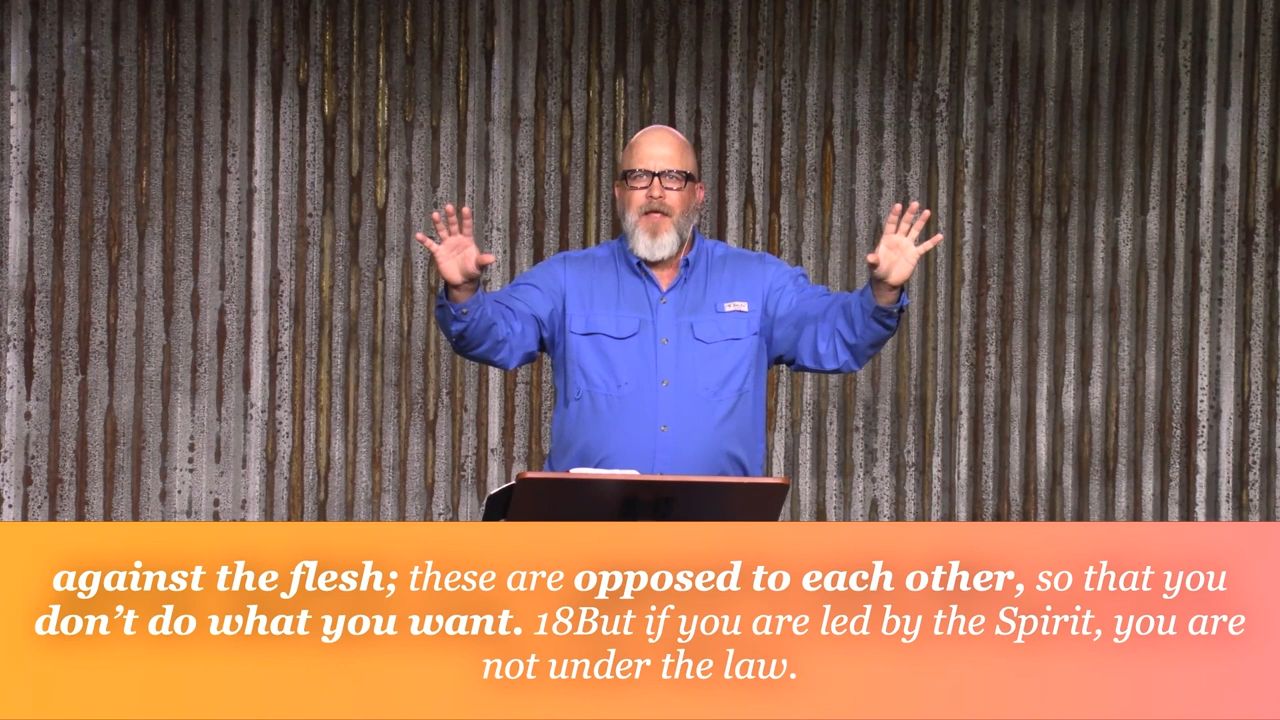 against the flesh; these are opposed to each other, so that you
don’t do what you want. 18But if you are led by the Spirit, you are
not under the law.